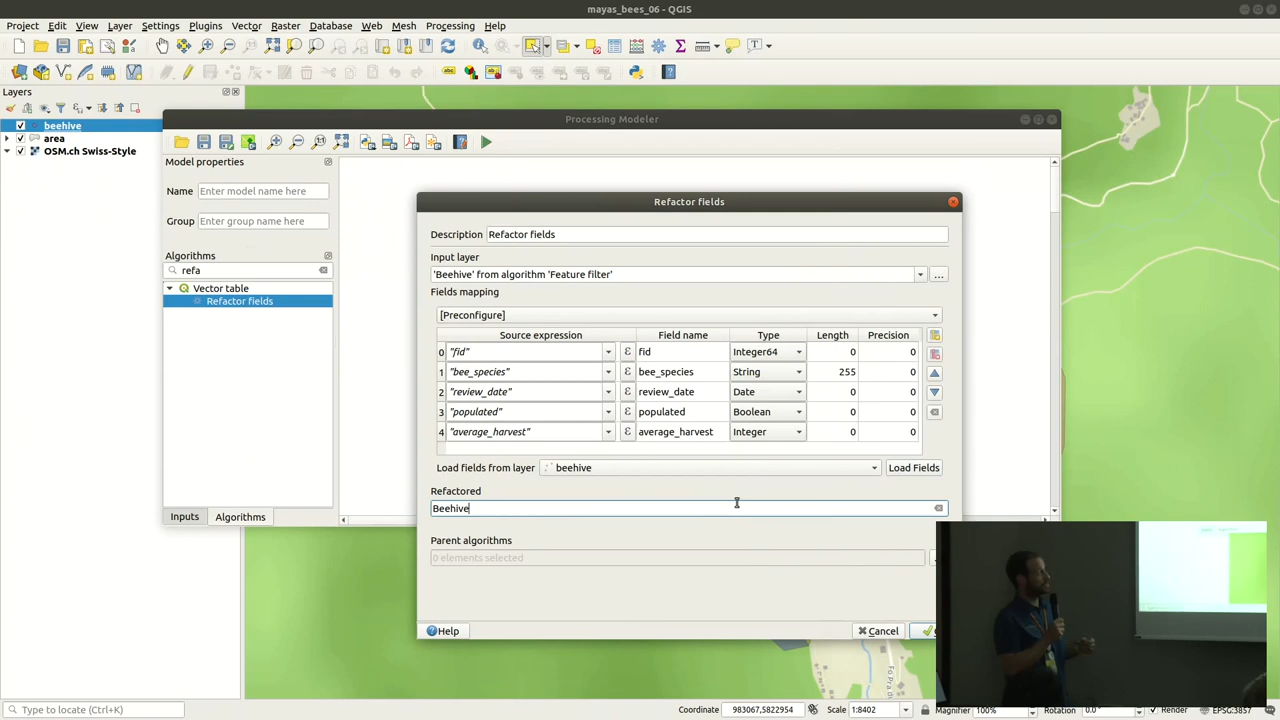 mayas_bees_06 - QGIS
Project Edit View Layer Settings Plugins Vector Raster Database Web Mesh Processing Help
Layers
beehive
area
OSM.ch Swiss-Style
Processing Modeler
Model properties
Name Enter model name here
Group Enter group name here
Algorithms
refa
Vector table
Refactor fields
Inputs Algorithms
Refactor fields
Description Refactor fields
Input layer
'Beehive' from algorithm 'Feature filter'
Fields mapping
[Preconfigure]
Source expression Field name Type Length Precision
0 "fid" ε fid Integer64 0 0
1 "bee_species" ε bee_species String 255 0
2 "review_date" ε review_date Date 0 0
3 "populated" ε populated Boolean 0 0
4 "average_harvest" ε average_harvest Integer 0 0
Load fields from layer beehive Load Fields
Refactored
Beehive
Parent algorithms
0 elements selected
Help Cancel
Type to locate (Ctrl+K) Coordinate 983067,5822954 Scale 1:8402 Magnifier 100% Rotation 0.0° Render EPSG:3857